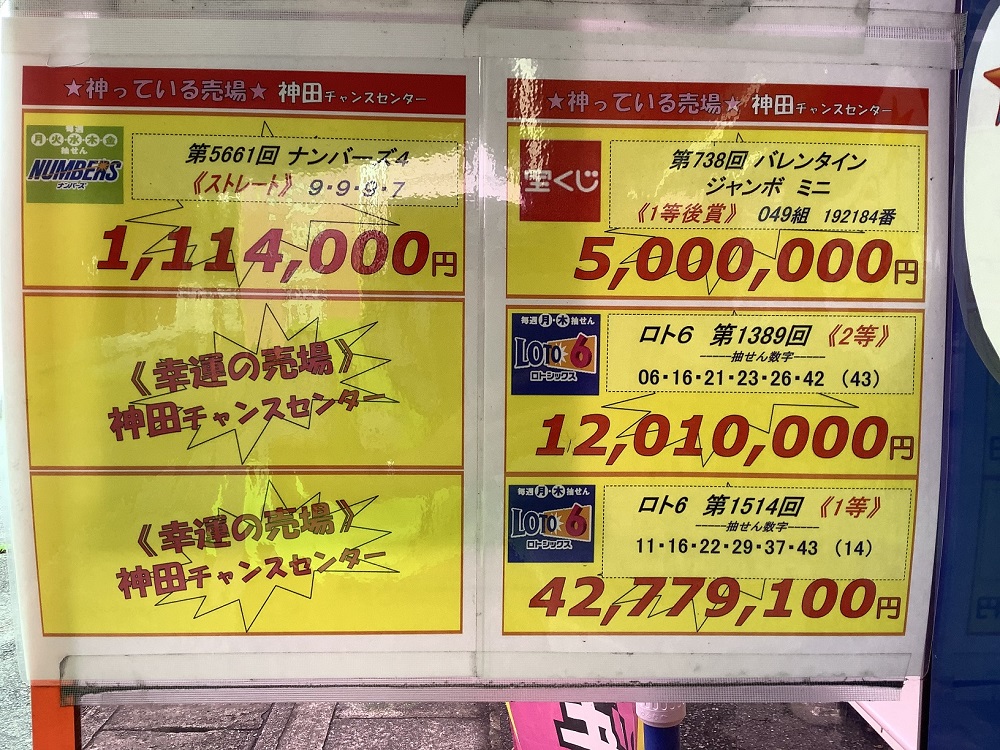 ★神っている売場★ 神田チャンスセンター
毎週
月・火・水・木・金
抽せん
NUMBERS
ナンバーズ
第5661回 ナンバーズ4
《ストレート》 9・9・9・7
1,114,000円
《幸運の売場》
神田チャンスセンター
《幸運の売場》
神田チャンスセンター
★神っている売場★ 神田チャンスセンター
宝くじ
第738回 バレンタイン
ジャンボ ミニ
《1等後賞》 049組 192184番
5,000,000円
毎週月・木抽せん
LOTO 6
ロトシックス
ロト6 第1389回 《2等》
―――抽せん数字―――
06・16・21・23・26・42 (43)
12,010,000円
毎週月・木抽せん
LOTO 6
ロトシックス
ロト6 第1514回 《1等》
―――抽せん数字―――
11・16・22・29・37・43 (14)
42,779,100円